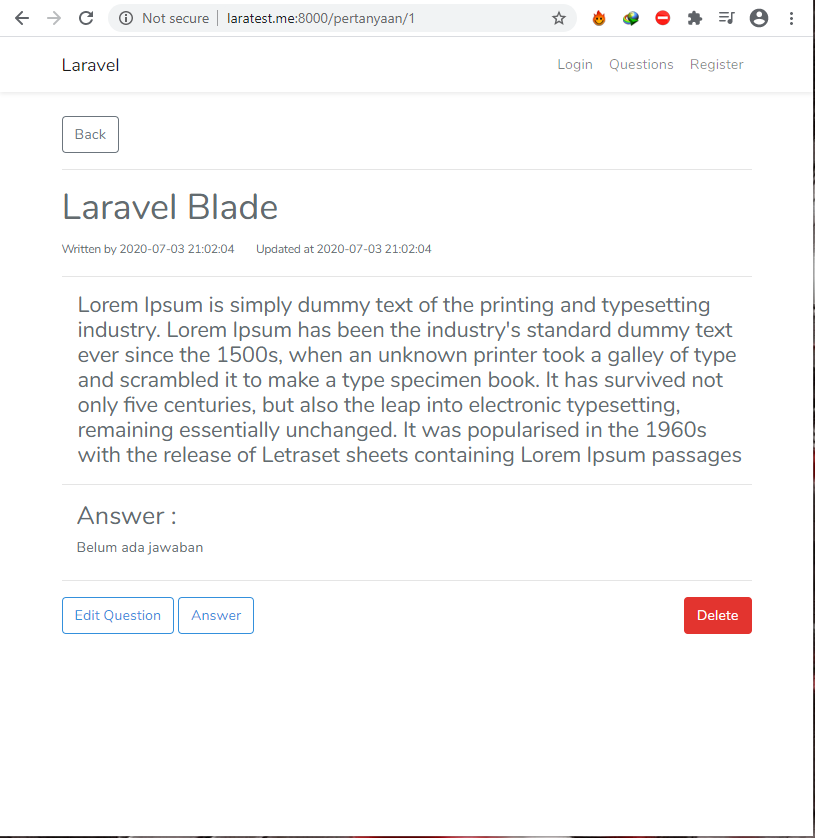 Not secure | laratest.me:8000/pertanyaan/1
Laravel Login Questions Register
Back
Laravel Blade
Written by 2020-07-03 21:02:04 Updated at 2020-07-03 21:02:04
Lorem Ipsum is simply dummy text of the printing and typesetting
industry. Lorem Ipsum has been the industry's standard dummy text
ever since the 1500s, when an unknown printer took a galley of type
and scrambled it to make a type specimen book. It has survived not
only five centuries, but also the leap into electronic typesetting,
remaining essentially unchanged. It was popularised in the 1960s
with the release of Letraset sheets containing Lorem Ipsum passages
Answer :
Belum ada jawaban
Edit Question Answer Delete